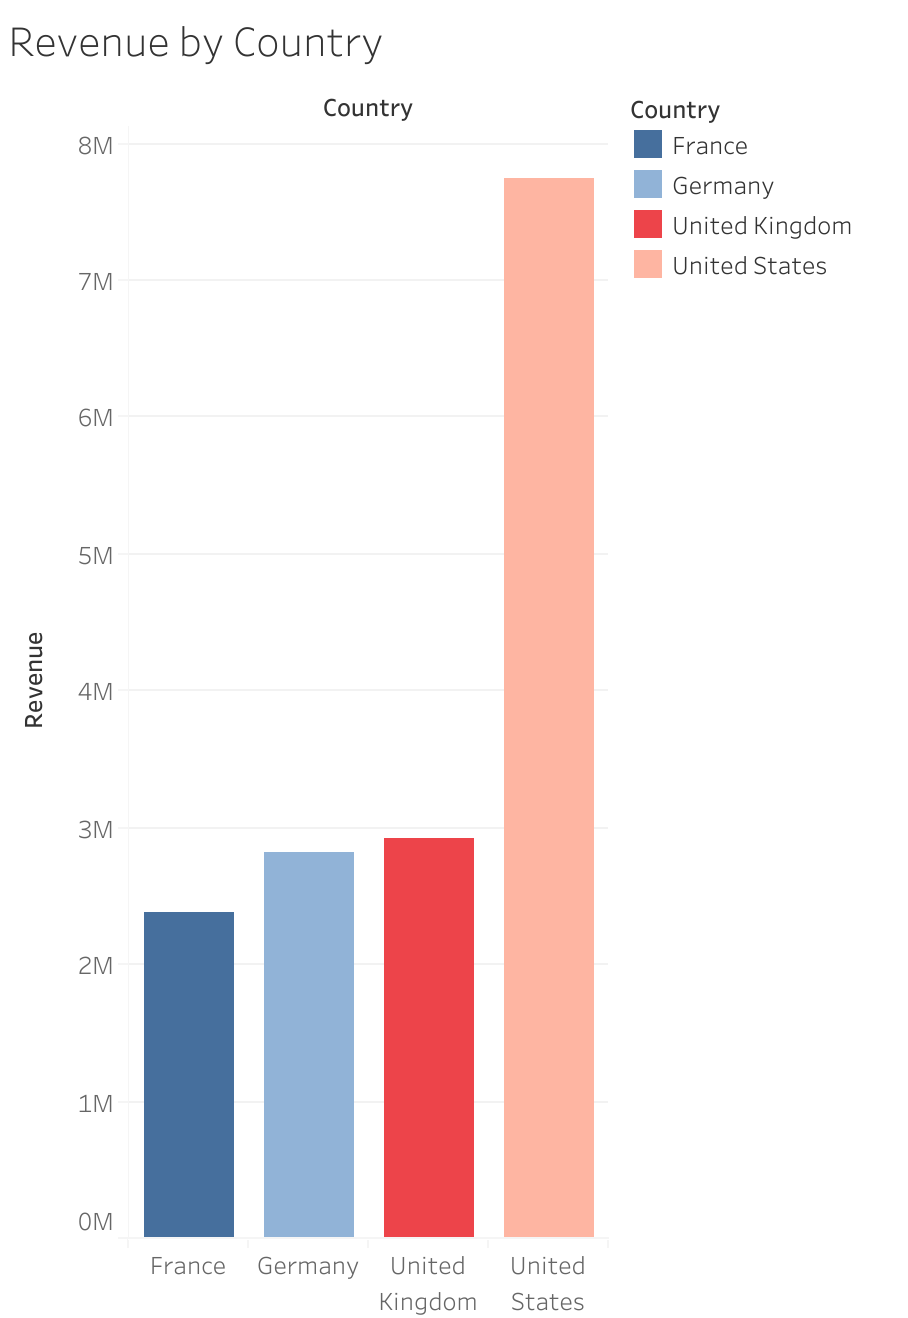 Revenue by Country
Country
Country
France
Germany
United Kingdom
United States
8M
7M
6M
5M
4M
3M
2M
1M
0M
Revenue
France
Germany
United
Kingdom
United
States